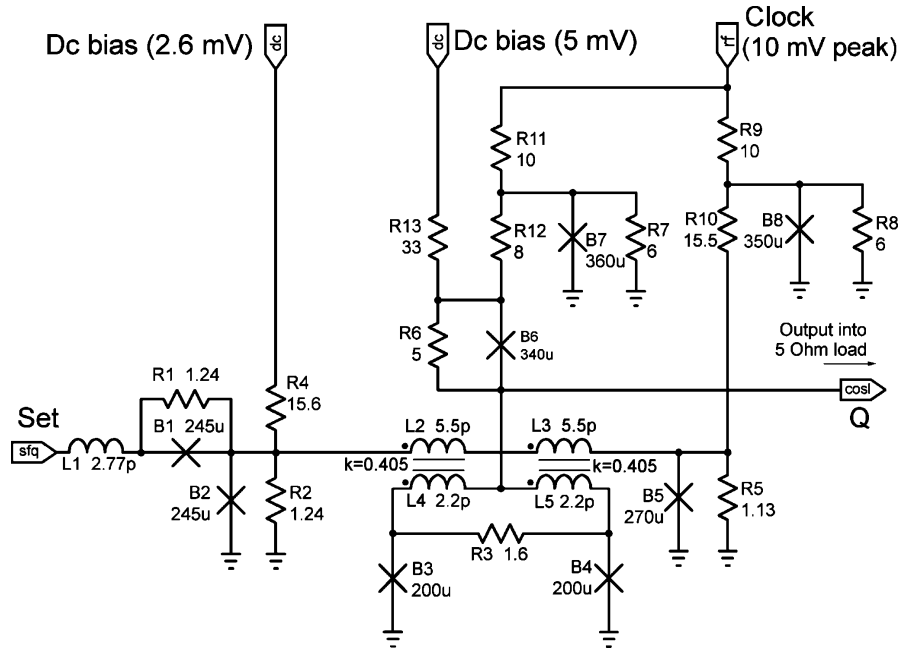 Dc bias (2.6 mV)
dc
dc
Dc bias (5 mV)
Clock
(10 mV peak)
rf
R11
10
R9
10
R13
33
R12
8
B7
360u
R7
6
R10
15.5
B8
350u
R8
6
R6
5
B6
340u
Output into
5 Ohm load
cosl
Q
R1 1.24
B1 245u
R4
15.6
Set
sfq
L1 2.77p
B2
245u
R2
1.24
L2 5.5p
L3 5.5p
k=0.405
k=0.405
L4 2.2p
L5 2.2p
B5
270u
R5
1.13
R3 1.6
B3
200u
B4
200u